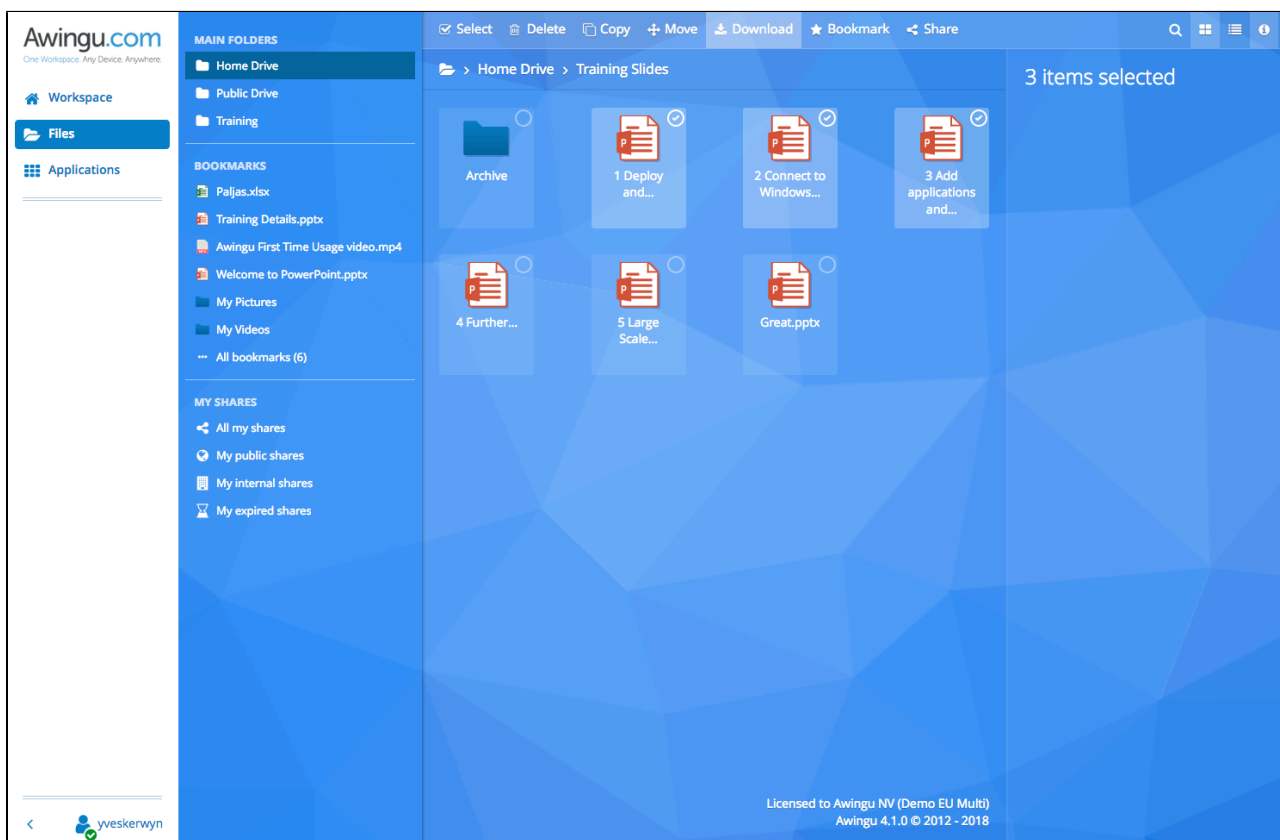 Awingu.com
One Workspace. Any Device. Anywhere.
Workspace
Files
Applications
yveskerwyn
MAIN FOLDERS
Home Drive
Public Drive
Training
BOOKMARKS
Paljas.xlsx
Training Details.pptx
Awingu First Time Usage video.mp4
Welcome to PowerPoint.pptx
My Pictures
My Videos
All bookmarks (6)
MY SHARES
All my shares
My public shares
My internal shares
My expired shares
Select Delete Copy Move Download Bookmark Share
> Home Drive > Training Slides
Archive
1 Deploy
and...
2 Connect to
Windows...
3 Add
applications
and...
4 Further...
5 Large
Scale...
Great.pptx
3 items selected
Licensed to Awingu NV (Demo EU Multi)
Awingu 4.1.0 © 2012 - 2018